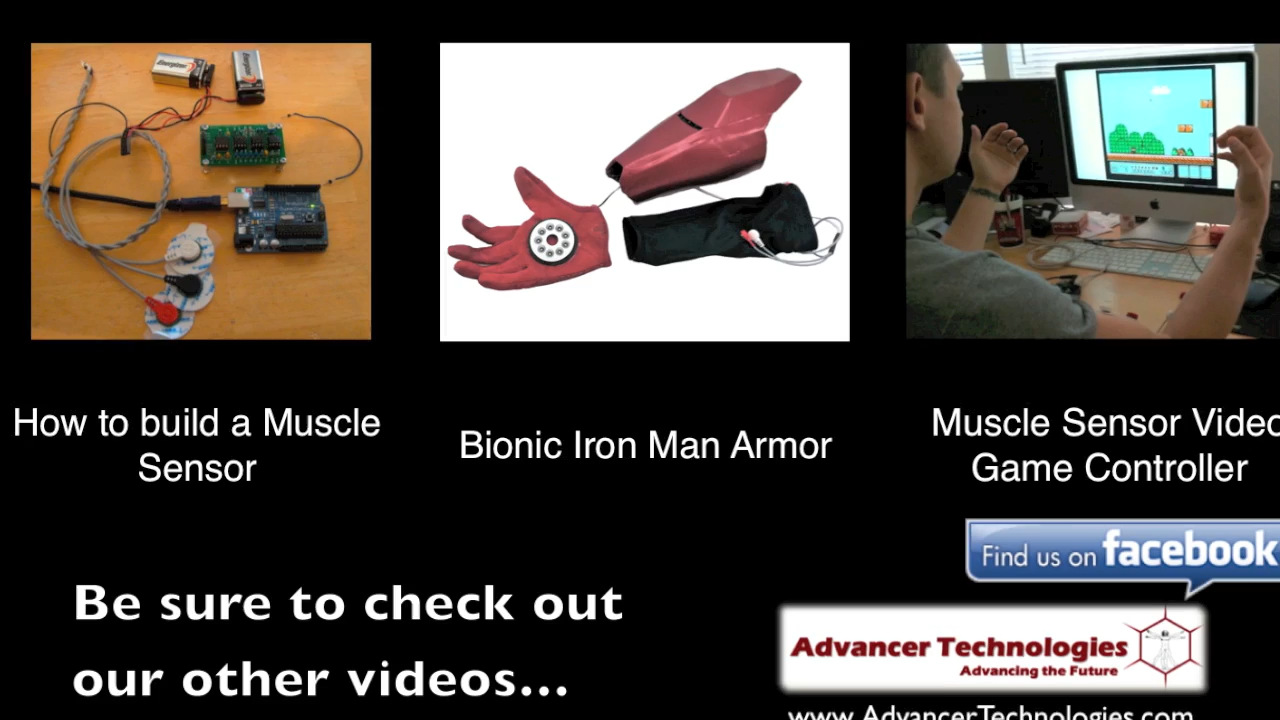 How to build a Muscle
Sensor
Bionic Iron Man Armor
Muscle Sensor Video
Game Controller
Find us on facebook
Be sure to check out
our other videos...
Advancer Technologies
Advancing the Future
www.AdvancerTechnologies.com